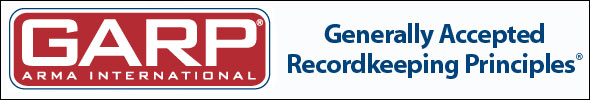 GARP®
ARMA INTERNATIONAL
Generally Accepted
Recordkeeping Principles®